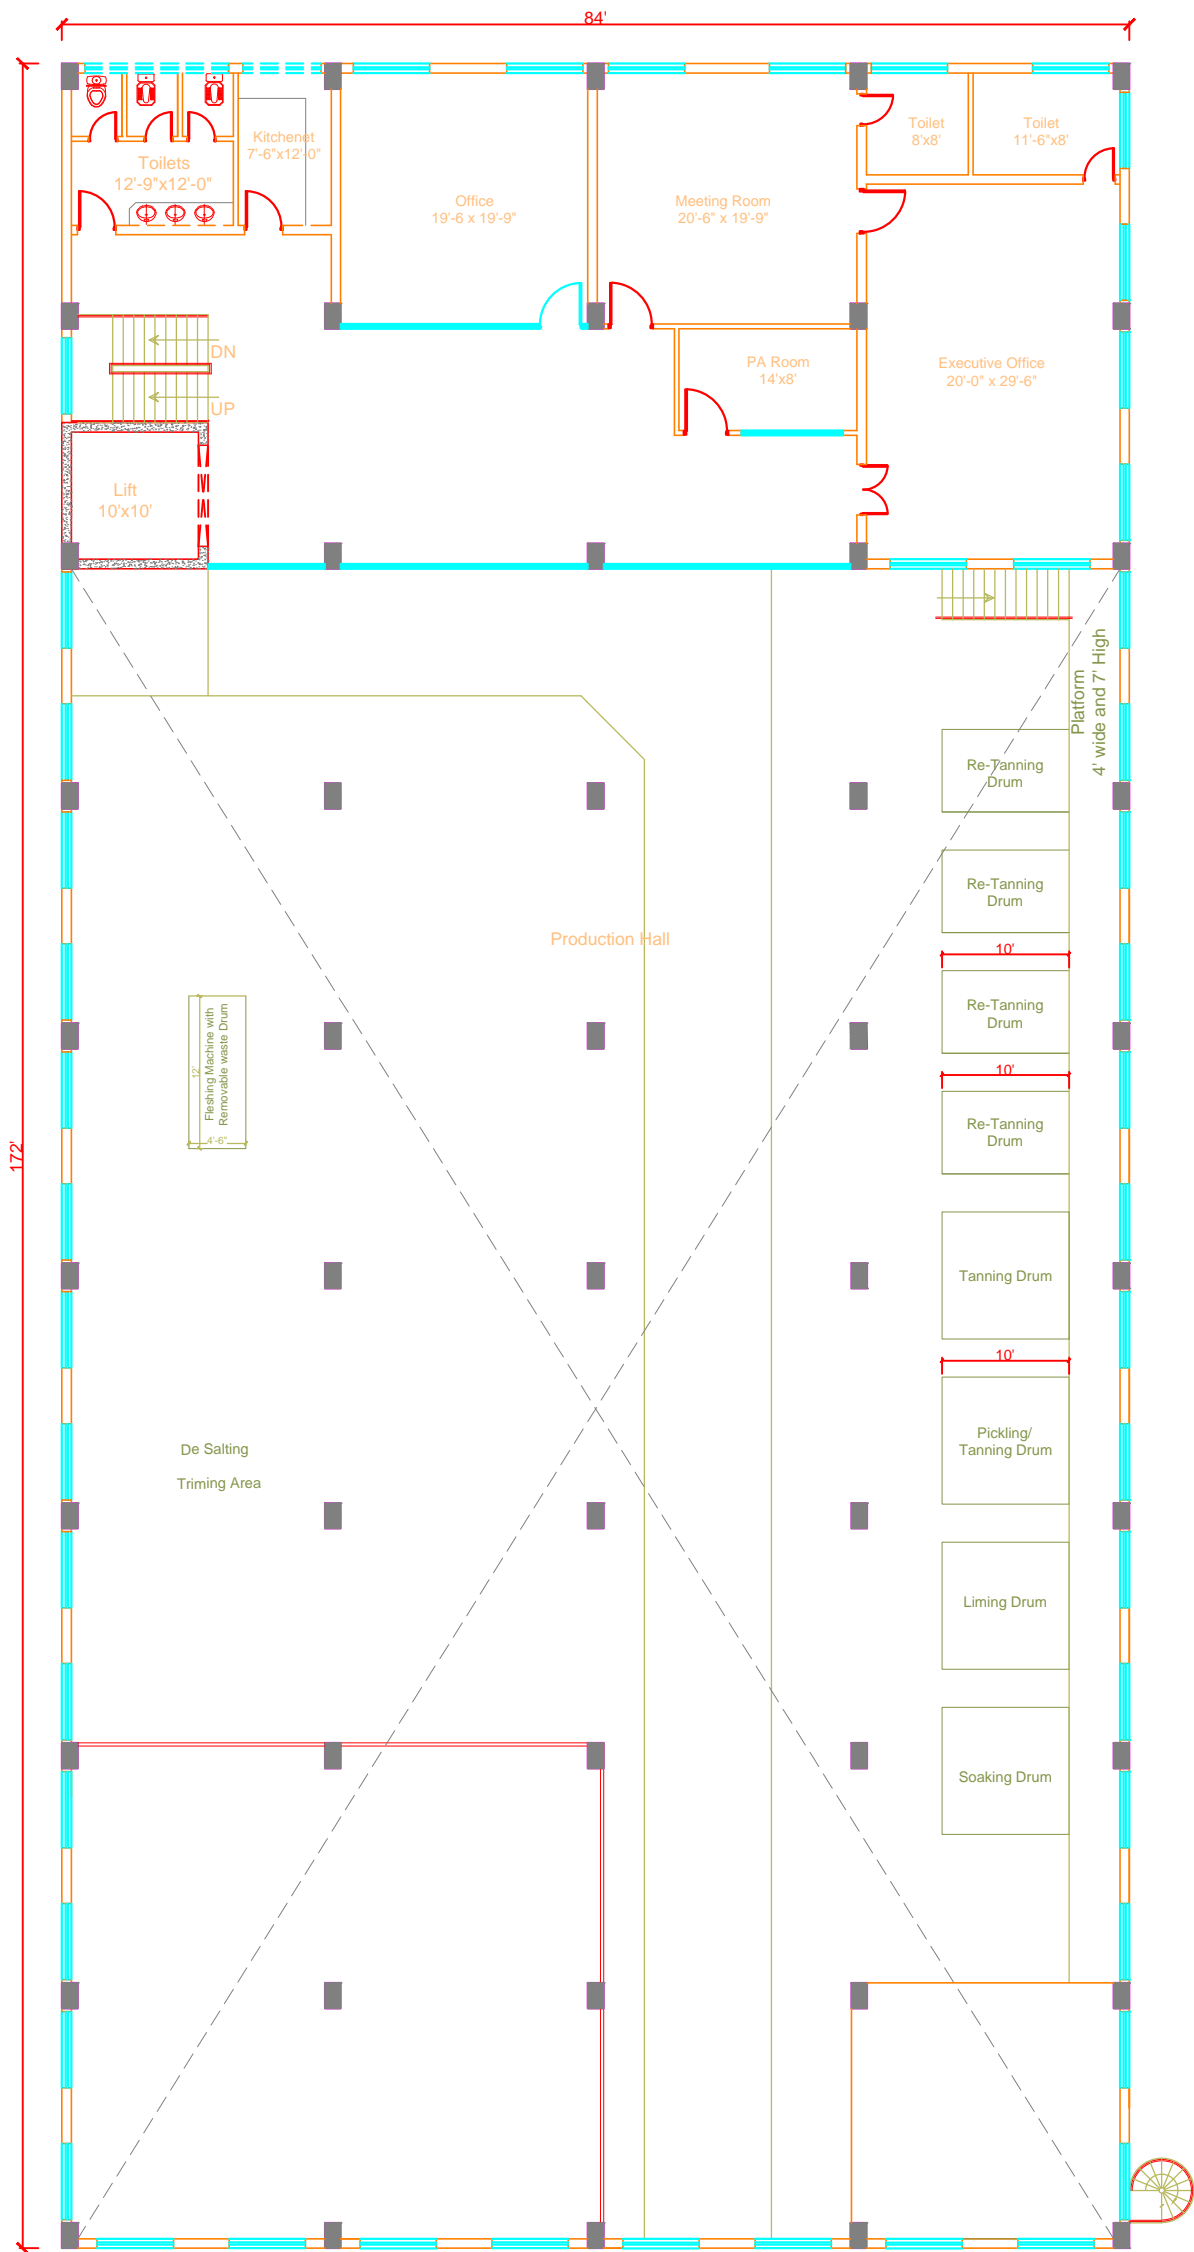 84'
Kitchenet
7'-6"x12'-0"
Toilets
12'-9"x12'-0"
Office
19'-6 x 19'-9"
Meeting Room
20'-6" x 19'-9"
Toilet
8'x8'
Toilet
11'-6"x8'
DN
UP
PA Room
14'x8'
Executive Office
20'-0" x 29'-6"
Lift
10'x10'
Platform
4' wide and 7' High
Re-Tanning
Drum
Re-Tanning
Drum
Production Hall
10'
Re-Tanning
Drum
Fleshing Machine with
Removable waste Drum
12'
4'-6"
10'
Re-Tanning
Drum
172'
Tanning Drum
10'
Pickling/
Tanning Drum
De Salting
Triming Area
Liming Drum
Soaking Drum